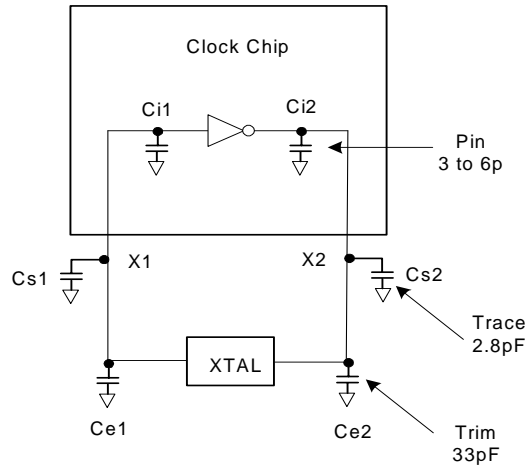 Clock Chip
Ci1
Ci2
Pin
3 to 6p
X1
X2
Cs1
Cs2
Trace
2.8pF
XTAL
Ce1
Ce2
Trim
33pF